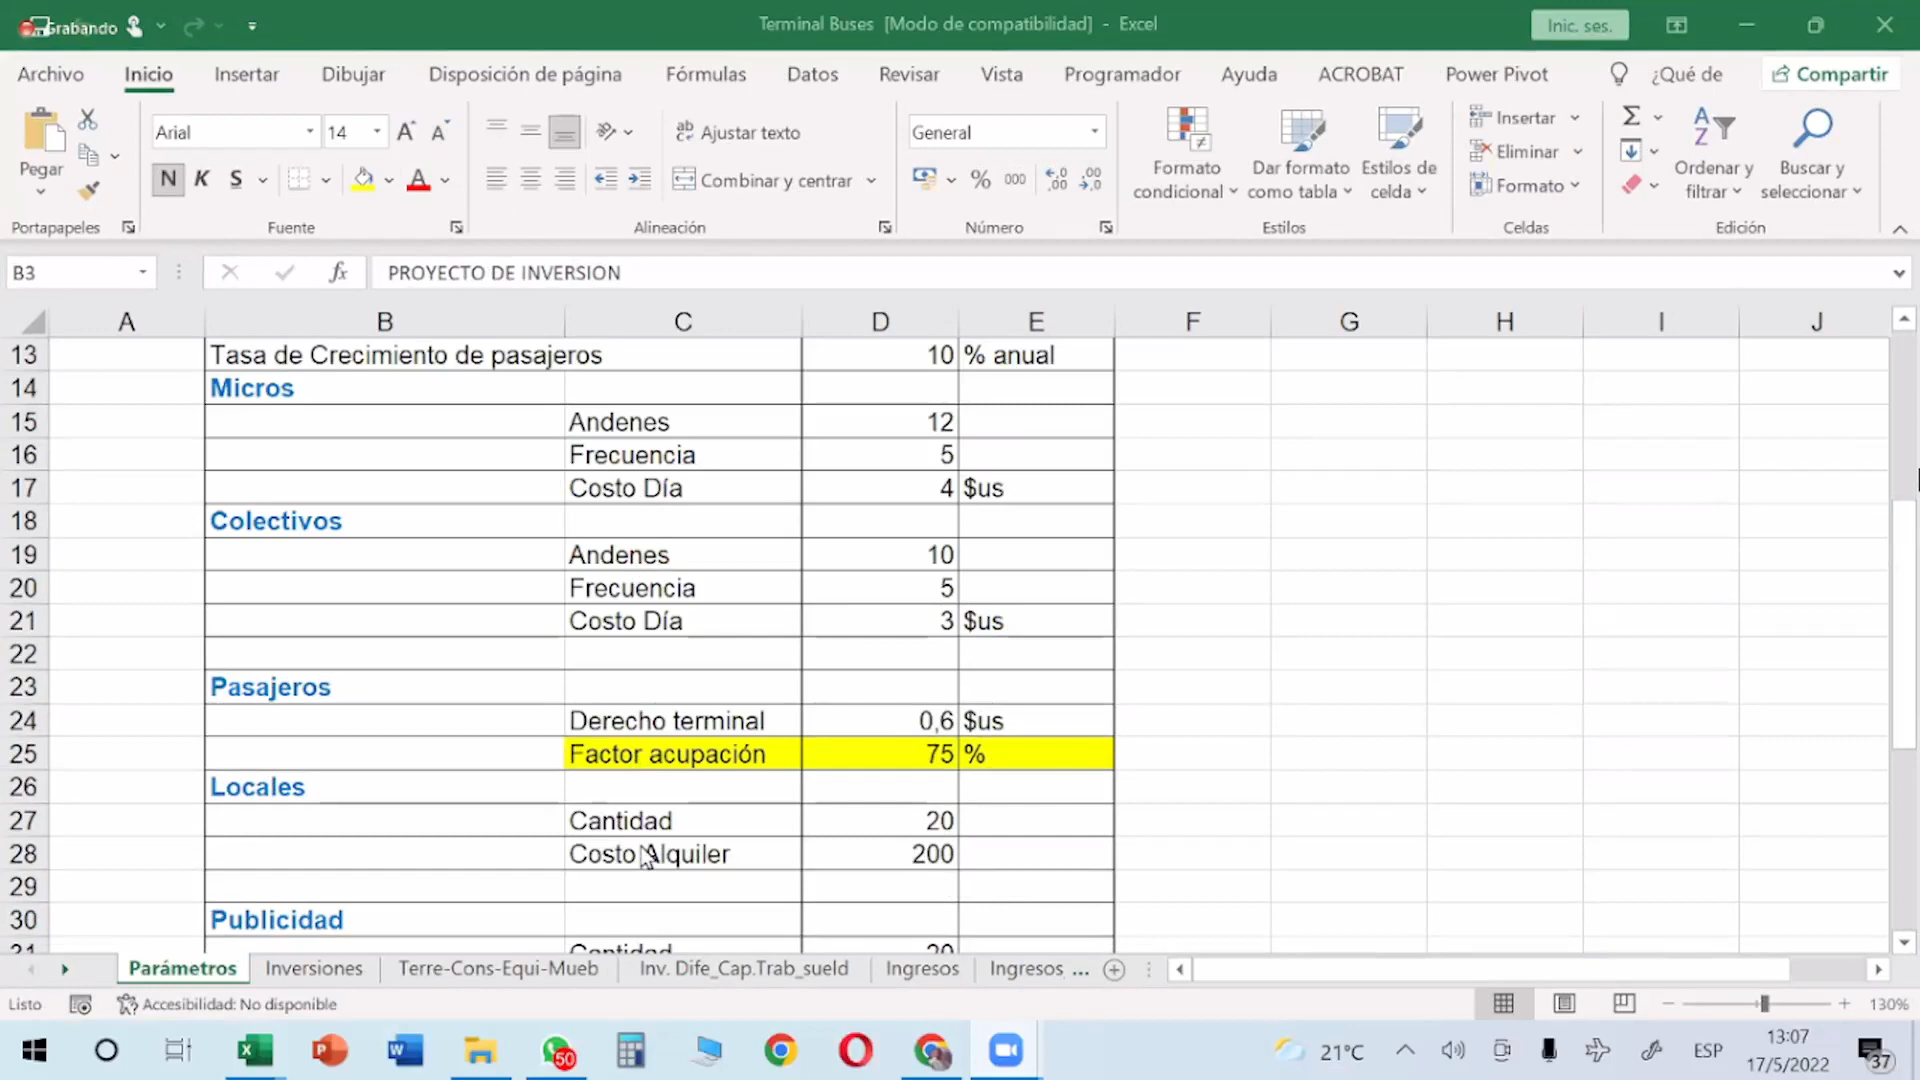 Grabando
Terminal Buses [Modo de compatibilidad] - Excel
Inic. ses.
Archivo Inicio Insertar Dibujar Disposición de página Fórmulas Datos Revisar Vista Programador Ayuda ACROBAT Power Pivot ¿Qué de Compartir
Pegar
Portapapeles
Arial 14
N K S
Fuente
Ajustar texto
Combinar y centrar
Alineación
General
% 000
Número
Formato condicional
Dar formato como tabla
Estilos de celda
Estilos
Insertar
Eliminar
Formato
Celdas
Ordenar y filtrar
Buscar y seleccionar
Edición
B3 fx PROYECTO DE INVERSION
A B C D E F G H I J
13 Tasa de Crecimiento de pasajeros 10 % anual
14 Micros
15 Andenes 12
16 Frecuencia 5
17 Costo Día 4 $us
18 Colectivos
19 Andenes 10
20 Frecuencia 5
21 Costo Día 3 $us
22
23 Pasajeros
24 Derecho terminal 0,6 $us
25 Factor acupación 75 %
26 Locales
27 Cantidad 20
28 Costo Alquiler 200
29
30 Publicidad
31 Cantidad 20
Parámetros Inversiones Terre-Cons-Equi-Mueb Inv. Dife_Cap.Trab_sueld Ingresos Ingresos ...
Listo Accesibilidad: No disponible 130%
50 21°C ESP 13:07
17/5/2022 37